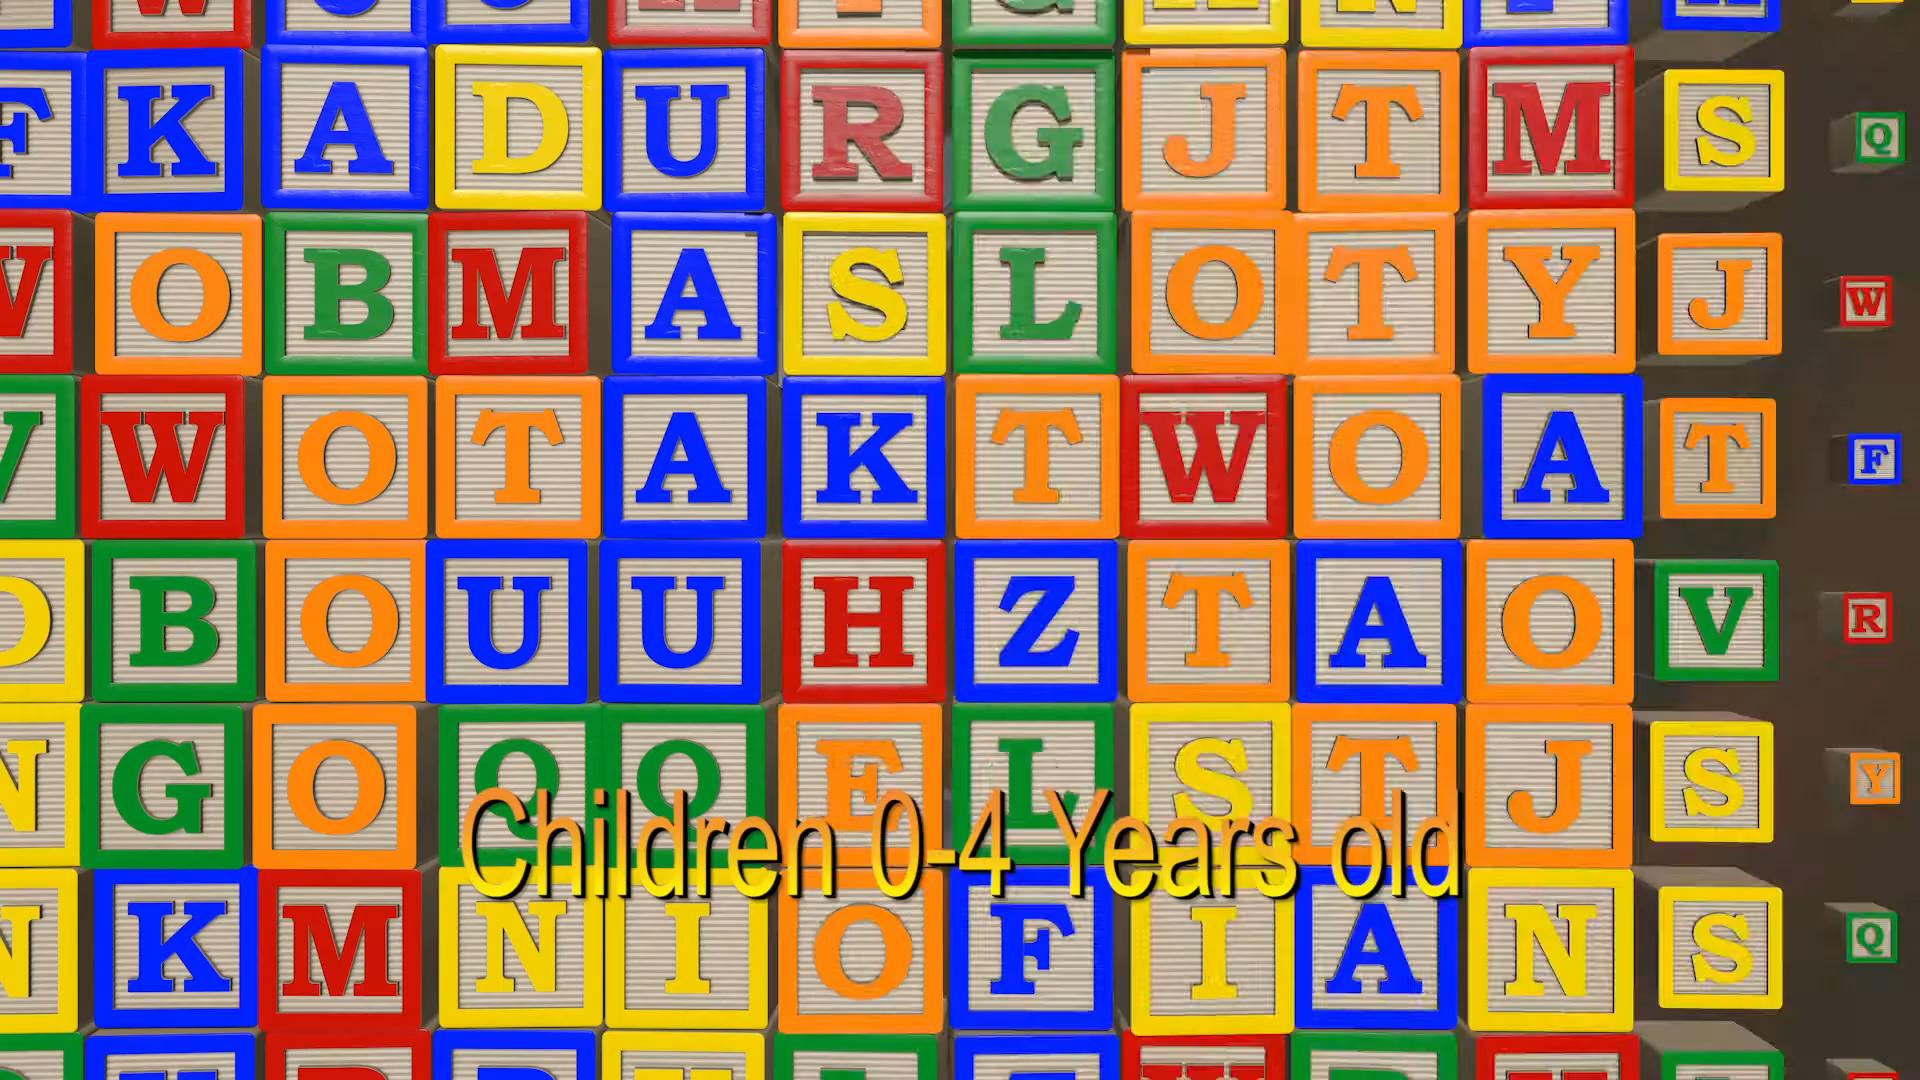 F K A D U R G J T M S Q
W O B M A S L O T Y J W
V W O T A K T W O A T F
D B O U U H Z T A O V R
N G O Q Q E L S T J S Y
Children 0-4 Years old
N K M N I O F I A N S Q